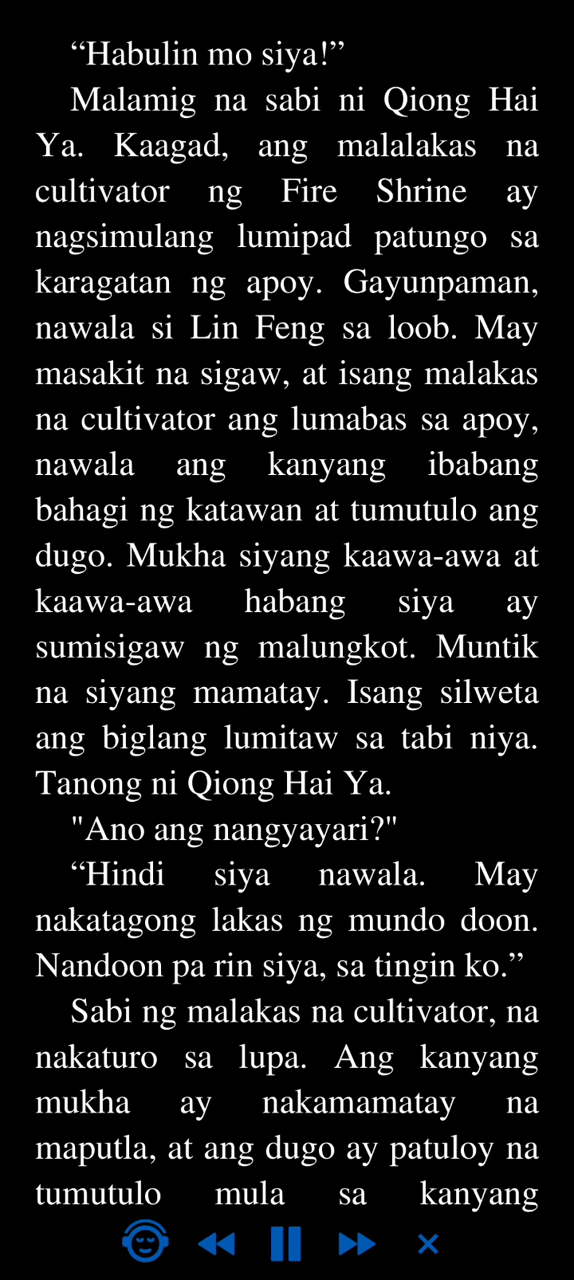 “Habulin mo siya!”
Malamig na sabi ni Qiong Hai
Ya. Kaagad, ang malalakas na
cultivator ng Fire Shrine ay
nagsimulang lumipad patungo sa
karagatan ng apoy. Gayunpaman,
nawala si Lin Feng sa loob. May
masakit na sigaw, at isang malakas
na cultivator ang lumabas sa apoy,
nawala ang kanyang ibabang
bahagi ng katawan at tumutulo ang
dugo. Mukha siyang kaawa-awa at
kaawa-awa habang siya ay
sumisigaw ng malungkot. Muntik
na siyang mamatay. Isang silweta
ang biglang lumitaw sa tabi niya.
Tanong ni Qiong Hai Ya.
"Ano ang nangyayari?"
“Hindi siya nawala. May
nakatagong lakas ng mundo doon.
Nandoon pa rin siya, sa tingin ko.”
Sabi ng malakas na cultivator, na
nakaturo sa lupa. Ang kanyang
mukha ay nakamamatay na
maputla, at ang dugo ay patuloy na
tumutulo mula sa kanyang